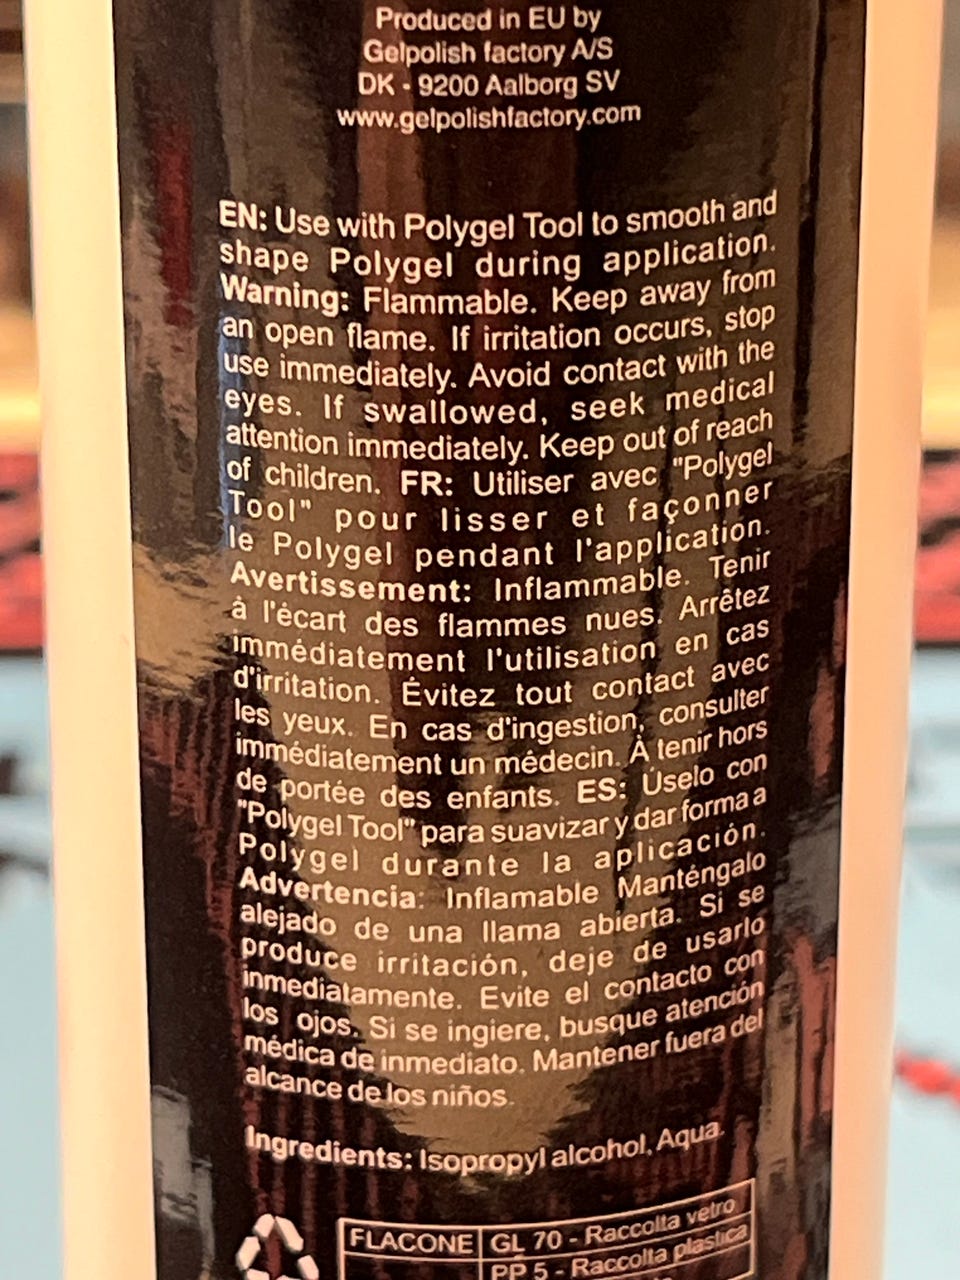 Produced in EU by
Gelpolish factory A/S
DK - 9200 Aalborg SV
www.gelpolishfactory.com
EN: Use with Polygel Tool to smooth and
shape Polygel during application.
Warning: Flammable. Keep away from
an open flame. If irritation occurs, stop
use immediately. Avoid contact with the
eyes. If swallowed, seek medical
attention immediately. Keep out of reach
of children. FR: Utiliser avec "Polygel
Tool" pour lisser et façonner
le Polygel pendant l'application.
Avertissement: Inflammable. Tenir
à l'écart des flammes nues. Arrêtez
immédiatement l'utilisation en cas
d'irritation. Évitez tout contact avec
les yeux. En cas d'ingestion, consulter
immédiatement un médecin. À tenir hors
de portée des enfants. ES: Úselo con
"Polygel Tool" para suavizar y dar forma a
Polygel durante la aplicación.
Advertencia: Inflamable Manténgalo
alejado de una llama abierta. Si se
produce irritación, deje de usarlo
inmediatamente. Evite el contacto con
los ojos. Si se ingiere, busque atención
médica de inmediato. Mantener fuera del
alcance de los niños.
Ingredients: Isopropyl alcohol, Aqua.
FLACONE GL 70 - Raccolta vetro
PP 5 - Raccolta plastica